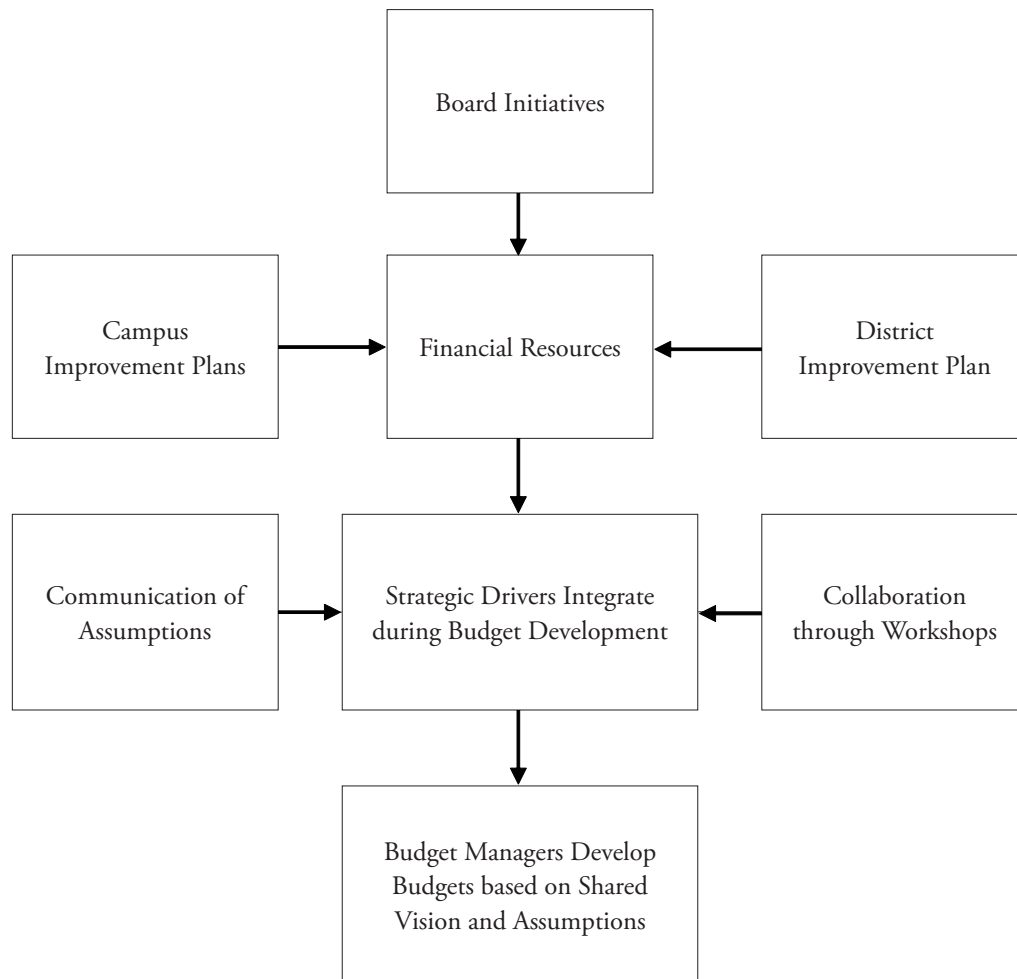 Board Initiatives
Campus
Improvement Plans
Financial Resources
District
Improvement Plan
Communication of
Assumptions
Strategic Drivers Integrate
during Budget Development
Collaboration
through Workshops
Budget Managers Develop
Budgets based on Shared
Vision and Assumptions